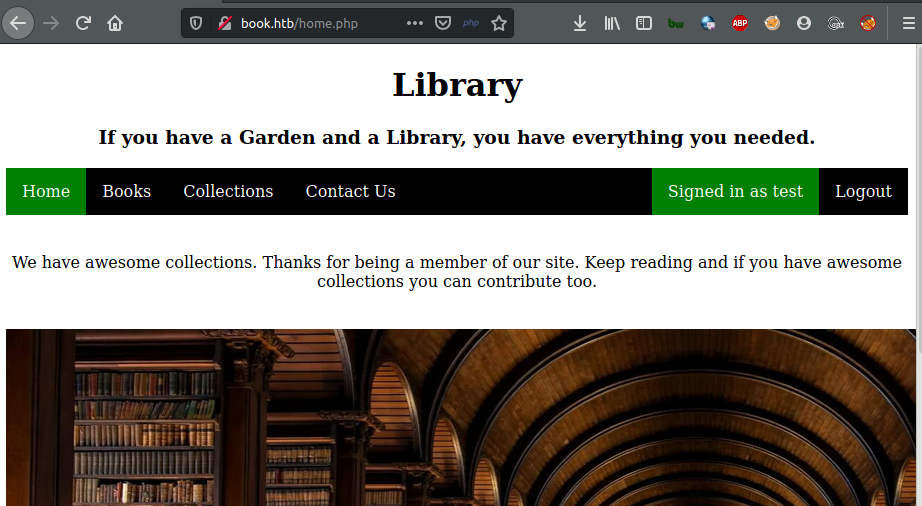 book.htb/home.php
php
bw
ABP
Library
If you have a Garden and a Library, you have everything you needed.
Home Books Collections Contact Us Signed in as test Logout
We have awesome collections. Thanks for being a member of our site. Keep reading and if you have awesome
collections you can contribute too.